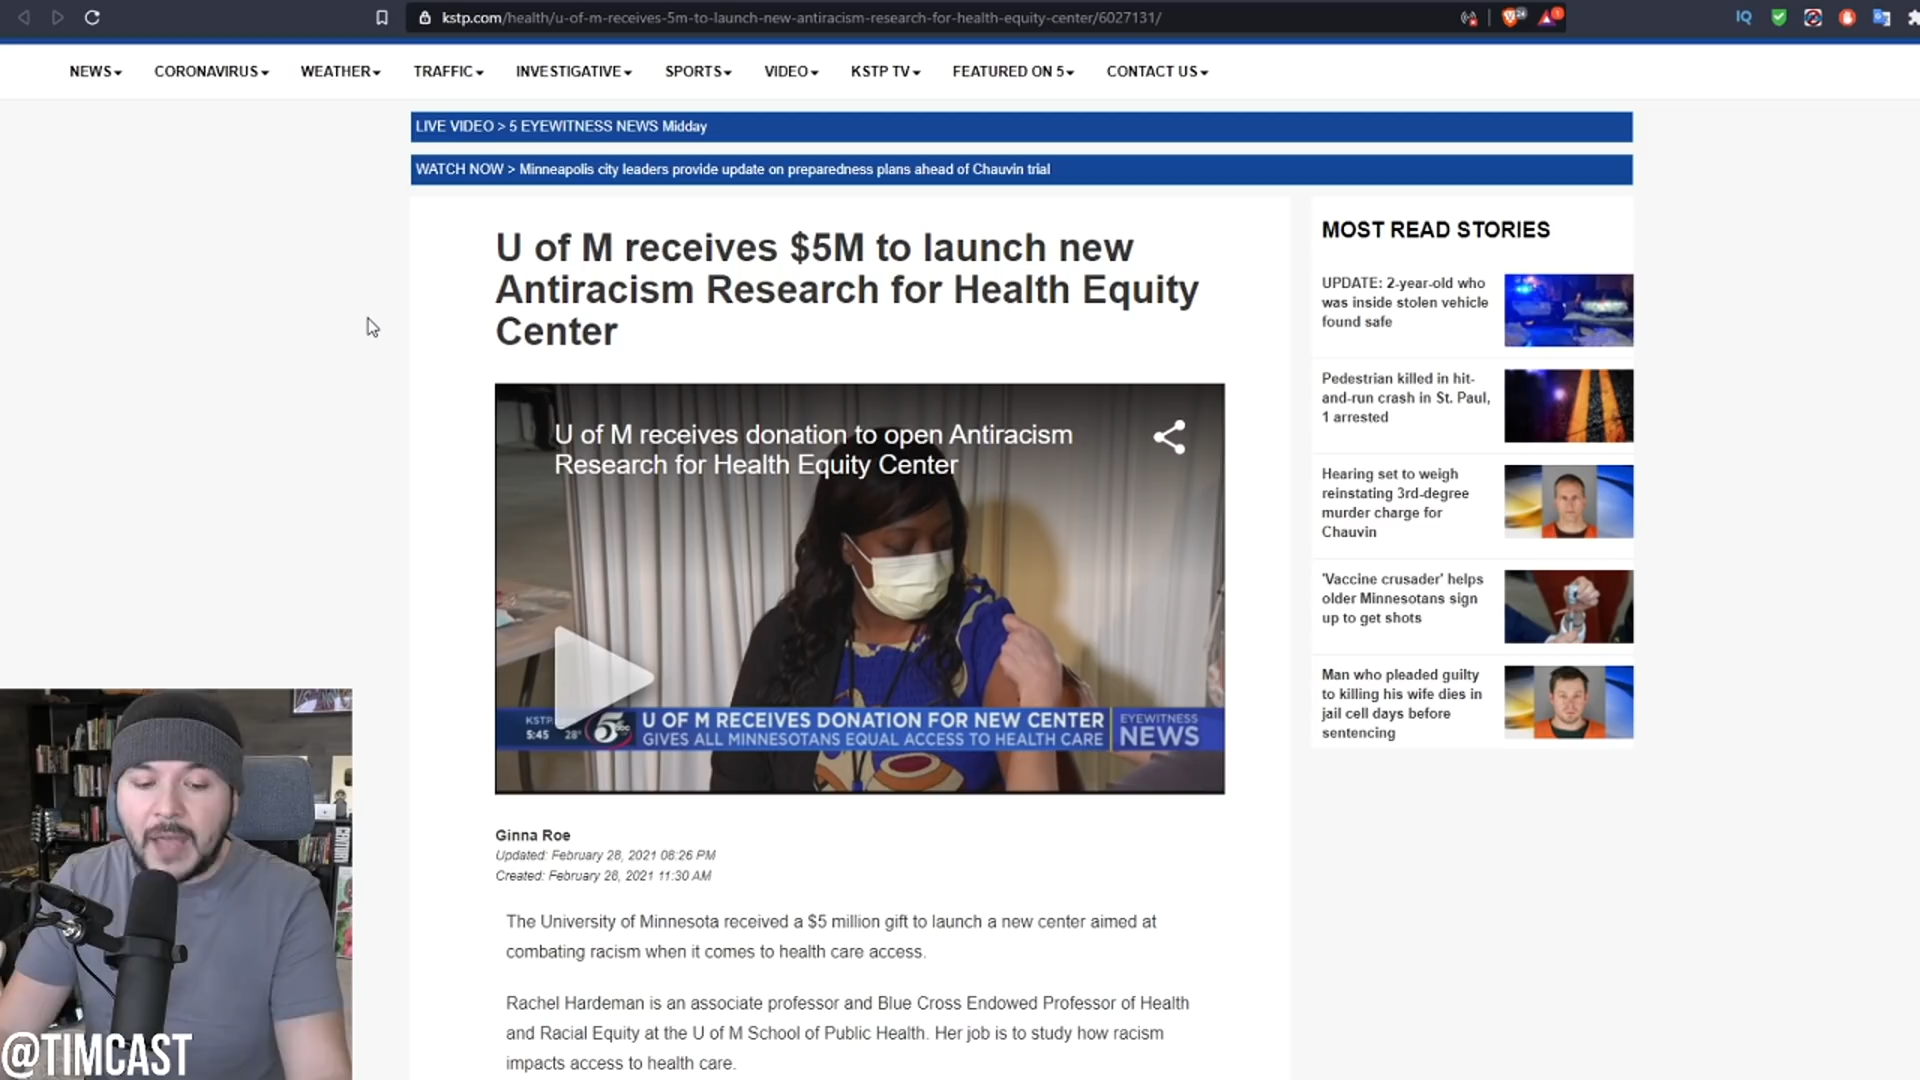 kstp.com/health/u-of-m-receives-5m-to-launch-new-antiracism-research-for-health-equity-center/6027131/
NEWS CORONAVIRUS WEATHER TRAFFIC INVESTIGATIVE SPORTS VIDEO KSTP TV FEATURED ON 5 CONTACT US
LIVE VIDEO > 5 EYEWITNESS NEWS Midday
WATCH NOW > Minneapolis city leaders provide update on preparedness plans ahead of Chauvin trial
U of M receives $5M to launch new
Antiracism Research for Health Equity
Center
U of M receives donation to open Antiracism
Research for Health Equity Center
KSTP
5:45 28°
5
U OF M RECEIVES DONATION FOR NEW CENTER
GIVES ALL MINNESOTANS EQUAL ACCESS TO HEALTH CARE
EYEWITNESS
NEWS
Ginna Roe
Updated: February 28, 2021 08:26 PM
Created: February 28, 2021 11:30 AM
The University of Minnesota received a $5 million gift to launch a new center aimed at
combating racism when it comes to health care access.
Rachel Hardeman is an associate professor and Blue Cross Endowed Professor of Health
and Racial Equity at the U of M School of Public Health. Her job is to study how racism
impacts access to health care.
MOST READ STORIES
UPDATE: 2-year-old who
was inside stolen vehicle
found safe
Pedestrian killed in hit-
and-run crash in St. Paul,
1 arrested
Hearing set to weigh
reinstating 3rd-degree
murder charge for
Chauvin
'Vaccine crusader' helps
older Minnesotans sign
up to get shots
Man who pleaded guilty
to killing his wife dies in
jail cell days before
sentencing
@TIMCAST